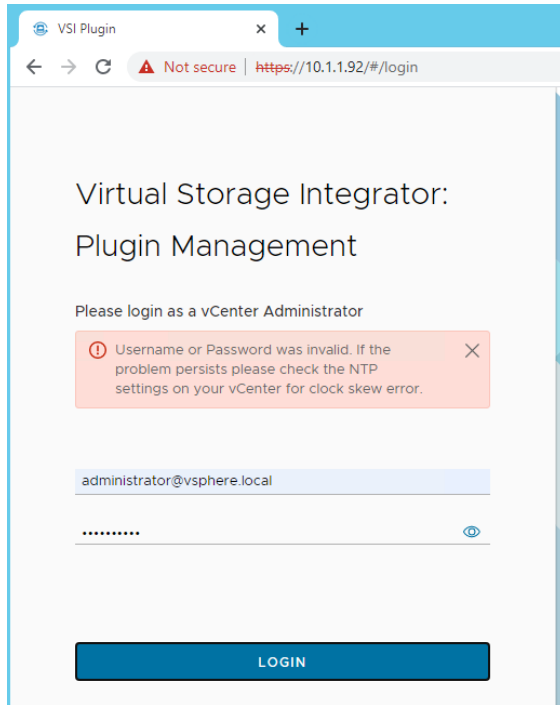 VSI Plugin
Not secure | https://10.1.1.92/#/login
Virtual Storage Integrator:
Plugin Management
Please login as a vCenter Administrator
Username or Password was invalid. If the
problem persists please check the NTP
settings on your vCenter for clock skew error.
administrator@vsphere.local
••••••••••
LOGIN